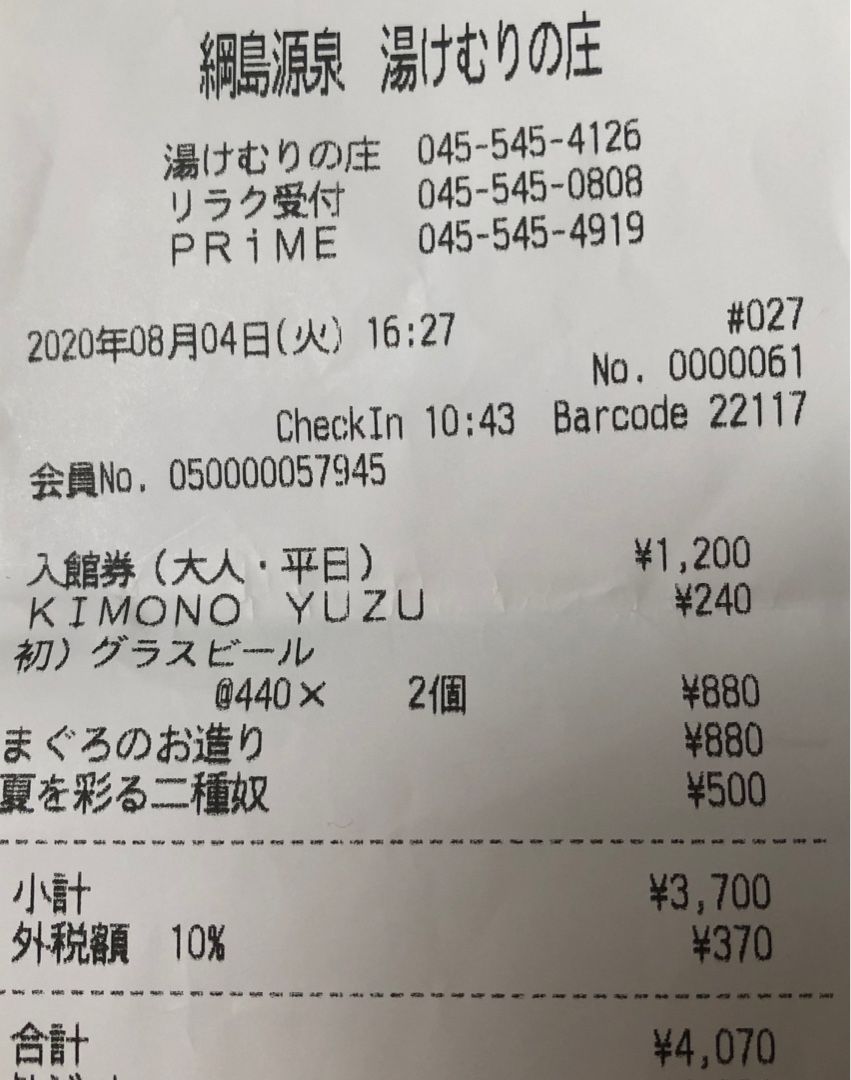 綱島源泉 湯けむりの庄
湯けむりの庄 045-545-4126
リラク受付 045-545-0808
PRiME 045-545-4919
2020年08月04日(火) 16:27 #027
No. 0000061
CheckIn 10:43 Barcode 22117
会員No. 050000057945
入館券(大人・平日) ¥1,200
KIMONO YUZU ¥240
初)グラスビール
@440× 2個 ¥880
まぐろのお造り ¥880
夏を彩る二種奴 ¥500
小計 ¥3,700
外税額 10% ¥370
合計 ¥4,070